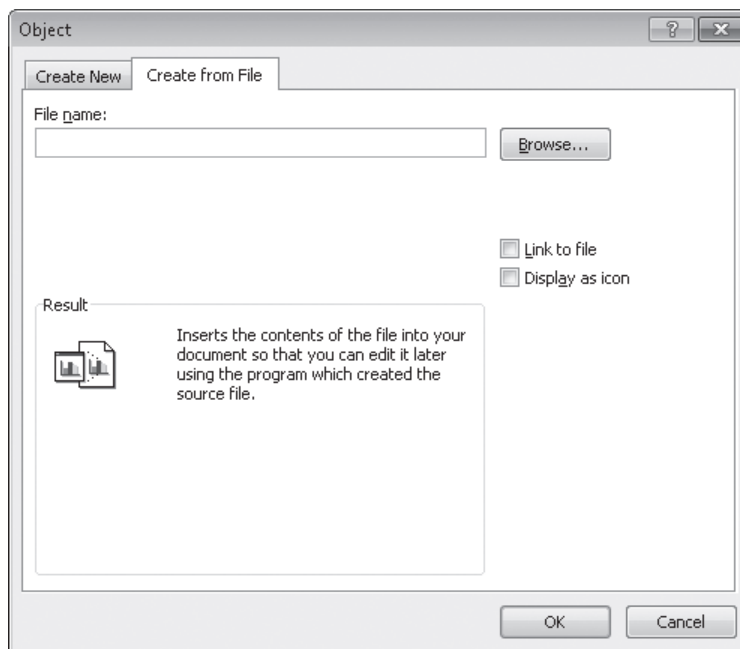 Object
?
Create New
Create from File
File name:
Browse...
Link to file
Display as icon
Result
Inserts the contents of the file into your
document so that you can edit it later
using the program which created the
source file.
OK
Cancel